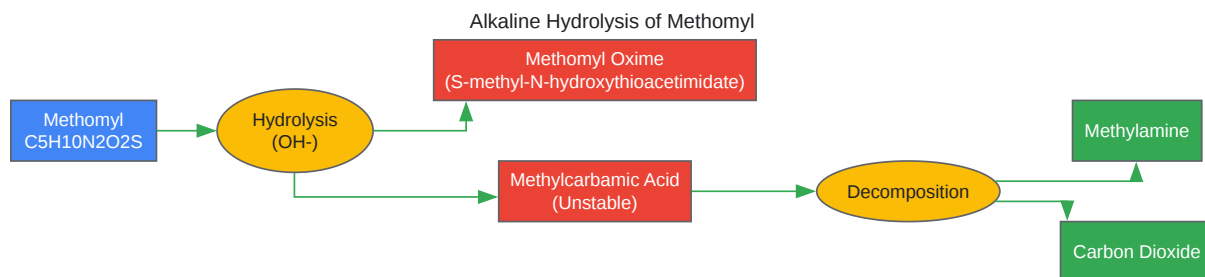 Alkaline Hydrolysis of Methomyl
Methomyl Oxime
(S-methyl-N-hydroxythioacetimidate)
Methomyl
C5H10N2O2S
Hydrolysis
(OH-)
Methylcarbamic Acid
(Unstable)
Decomposition
Methylamine
Carbon Dioxide